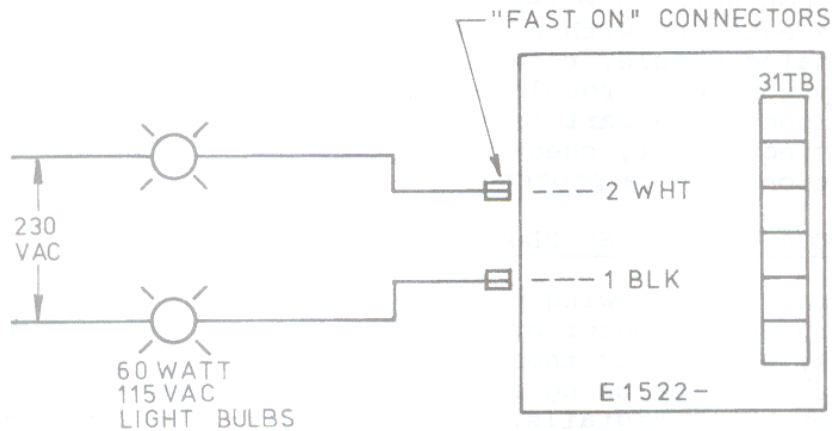 "FAST ON" CONNECTORS
31TB
2 WHT
230
VAC
1 BLK
60 WATT
115 VAC
LIGHT BULBS
E1522-